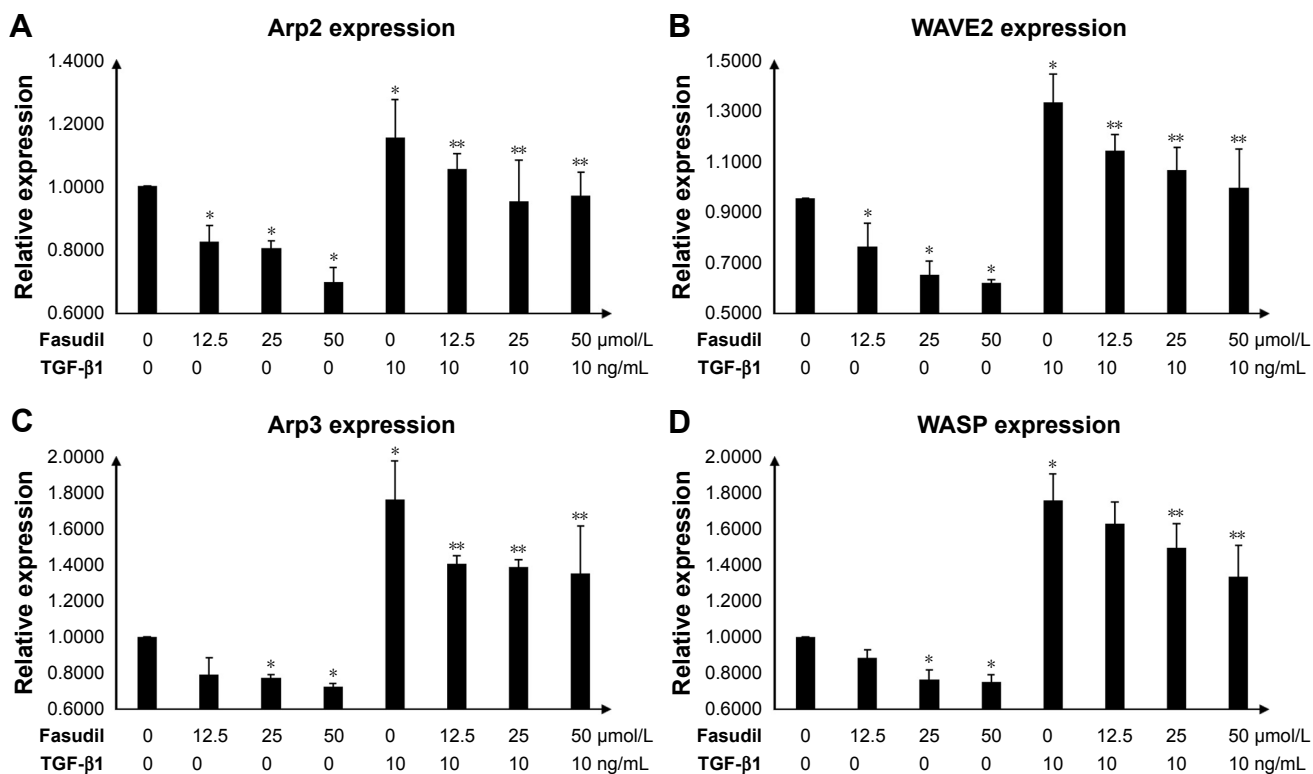 A
Arp2 expression
Relative expression
1.4000
1.2000
1.0000
0.8000
0.6000
* * * * ** ** **
Fasudil 0 12.5 25 50 0 12.5 25 50 µmol/L
TGF-β1 0 0 0 0 10 10 10 10 ng/mL
B
WAVE2 expression
Relative expression
1.5000
1.3000
1.1000
0.9000
0.7000
0.5000
* * * * ** ** **
Fasudil 0 12.5 25 50 0 12.5 25 50 µmol/L
TGF-β1 0 0 0 0 10 10 10 10 ng/mL
C
Arp3 expression
Relative expression
2.0000
1.8000
1.6000
1.4000
1.2000
1.0000
0.8000
0.6000
* * * ** ** **
Fasudil 0 12.5 25 50 0 12.5 25 50 µmol/L
TGF-β1 0 0 0 0 10 10 10 10 ng/mL
D
WASP expression
Relative expression
2.0000
1.8000
1.6000
1.4000
1.2000
1.0000
0.8000
0.6000
* * * ** **
Fasudil 0 12.5 25 50 0 12.5 25 50 µmol/L
TGF-β1 0 0 0 0 10 10 10 10 ng/mL